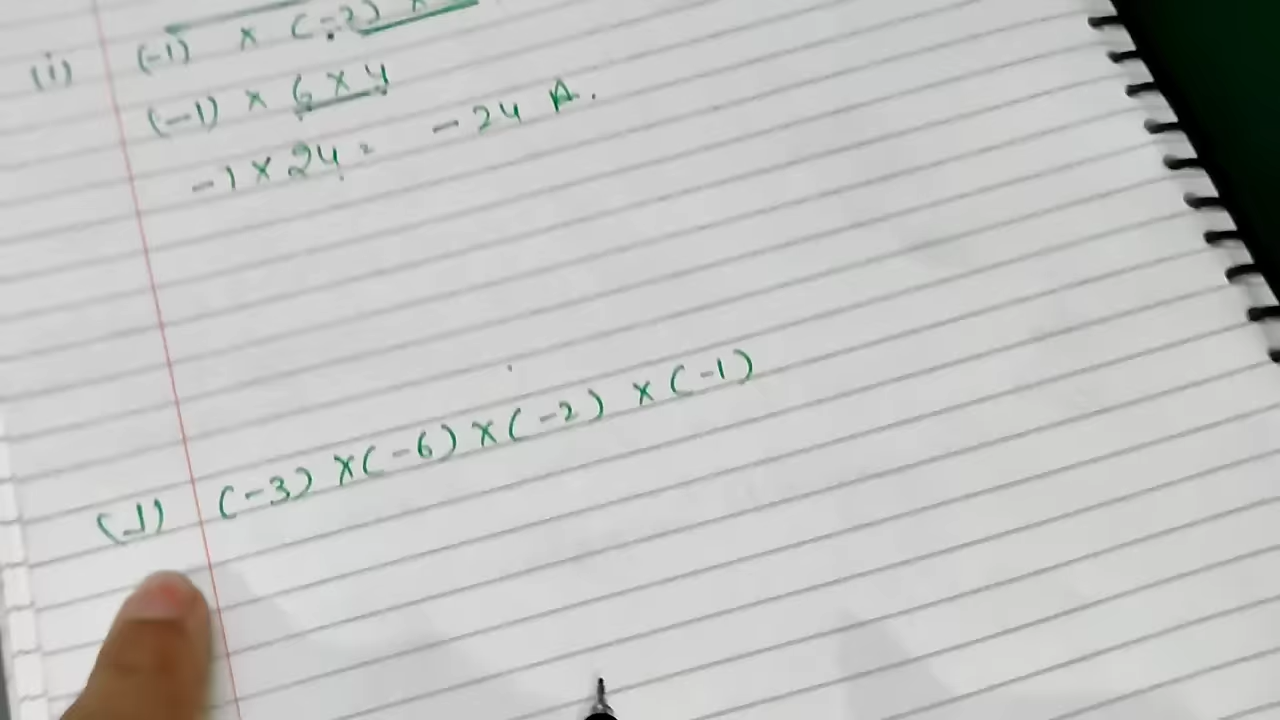 (i) (-1) × (-2) ×
(-1) × 6 × 4
-1 × 24 = -24 A.
(J) (-3) × (-6) × (-2) × (-1)